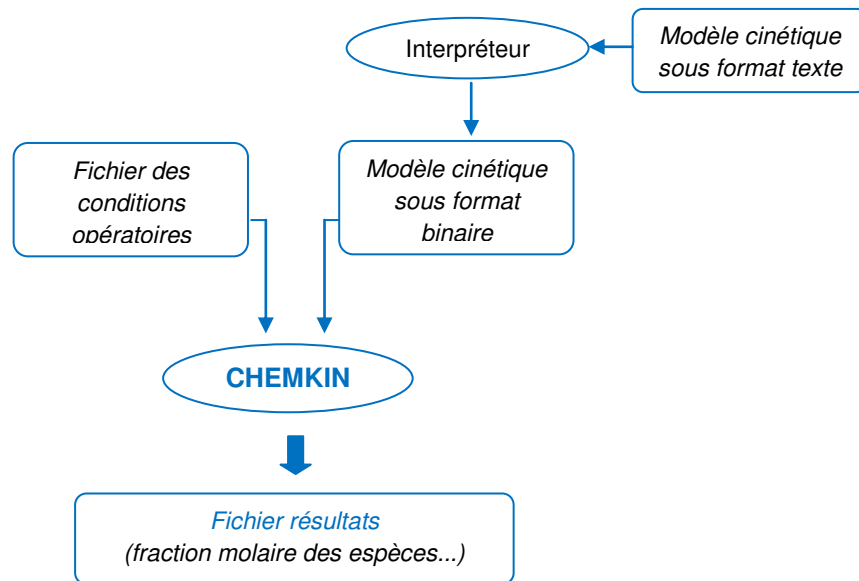 Interpréteur
Modèle cinétique
sous format texte
Fichier des
conditions
opératoires
Modèle cinétique
sous format
binaire
CHEMKIN
Fichier résultats
(fraction molaire des espèces...)